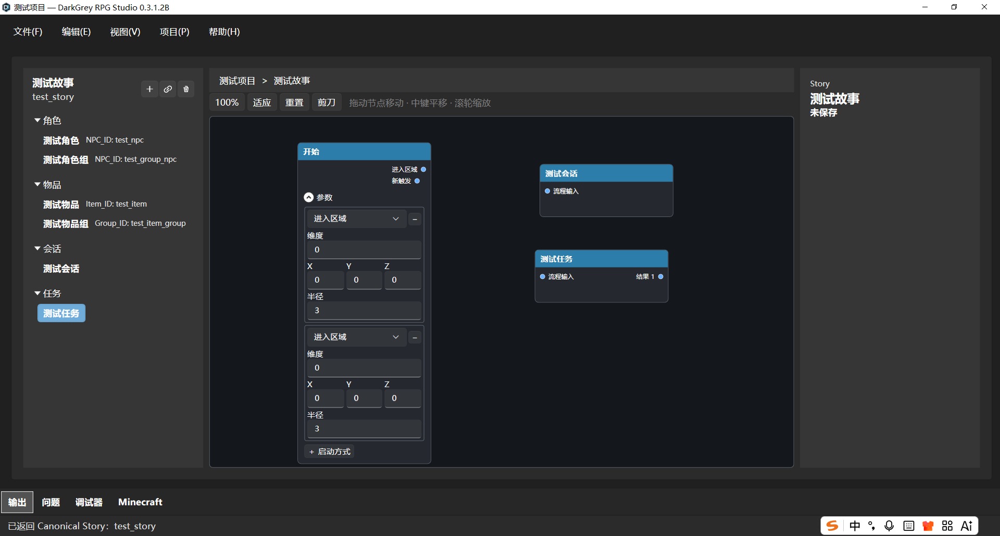 测试项目 — DarkGrey RPG Studio 0.3.1.2B
文件(F) 编辑(E) 视图(V) 项目(P) 帮助(H)
测试故事
test_story
角色
测试角色 NPC_ID: test_npc
测试角色组 NPC_ID: test_group_npc
物品
测试物品 Item_ID: test_item
测试物品组 Group_ID: test_item_group
会话
测试会话
任务
测试任务
测试项目 > 测试故事
100% 适应 重置 剪刀 拖动节点移动 · 中键平移 · 滚轮缩放
开始
进入区域
新触发
参数
进入区域
维度
0
X Y Z
0 0 0
半径
3
进入区域
维度
0
X Y Z
0 0 0
半径
3
+ 启动方式
测试会话
流程输入
测试任务
流程输入 结果 1
Story
测试故事
未保存
输出 问题 调试器 Minecraft
已返回 Canonical Story: test_story
中